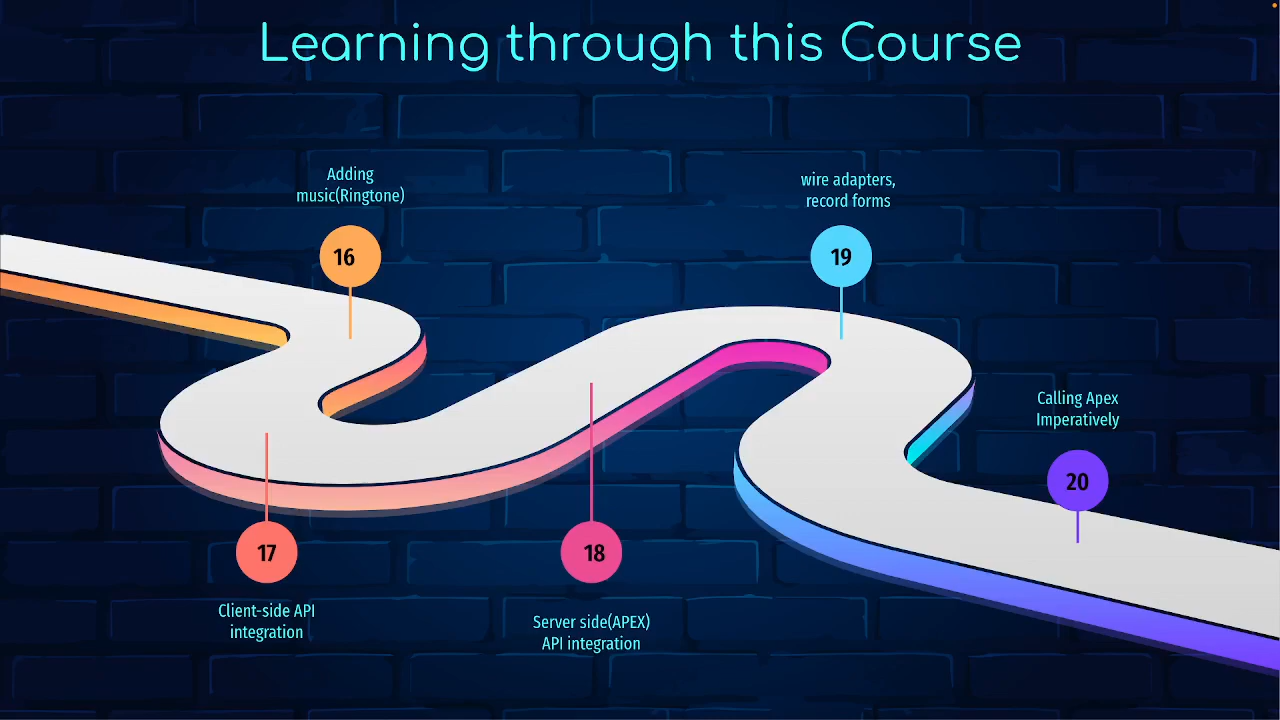 Learning through this Course
Adding
music(Ringtone)
16
wire adapters,
record forms
19
Calling Apex
Imperatively
20
17
Client-side API
integration
18
Server side(APEX)
API integration